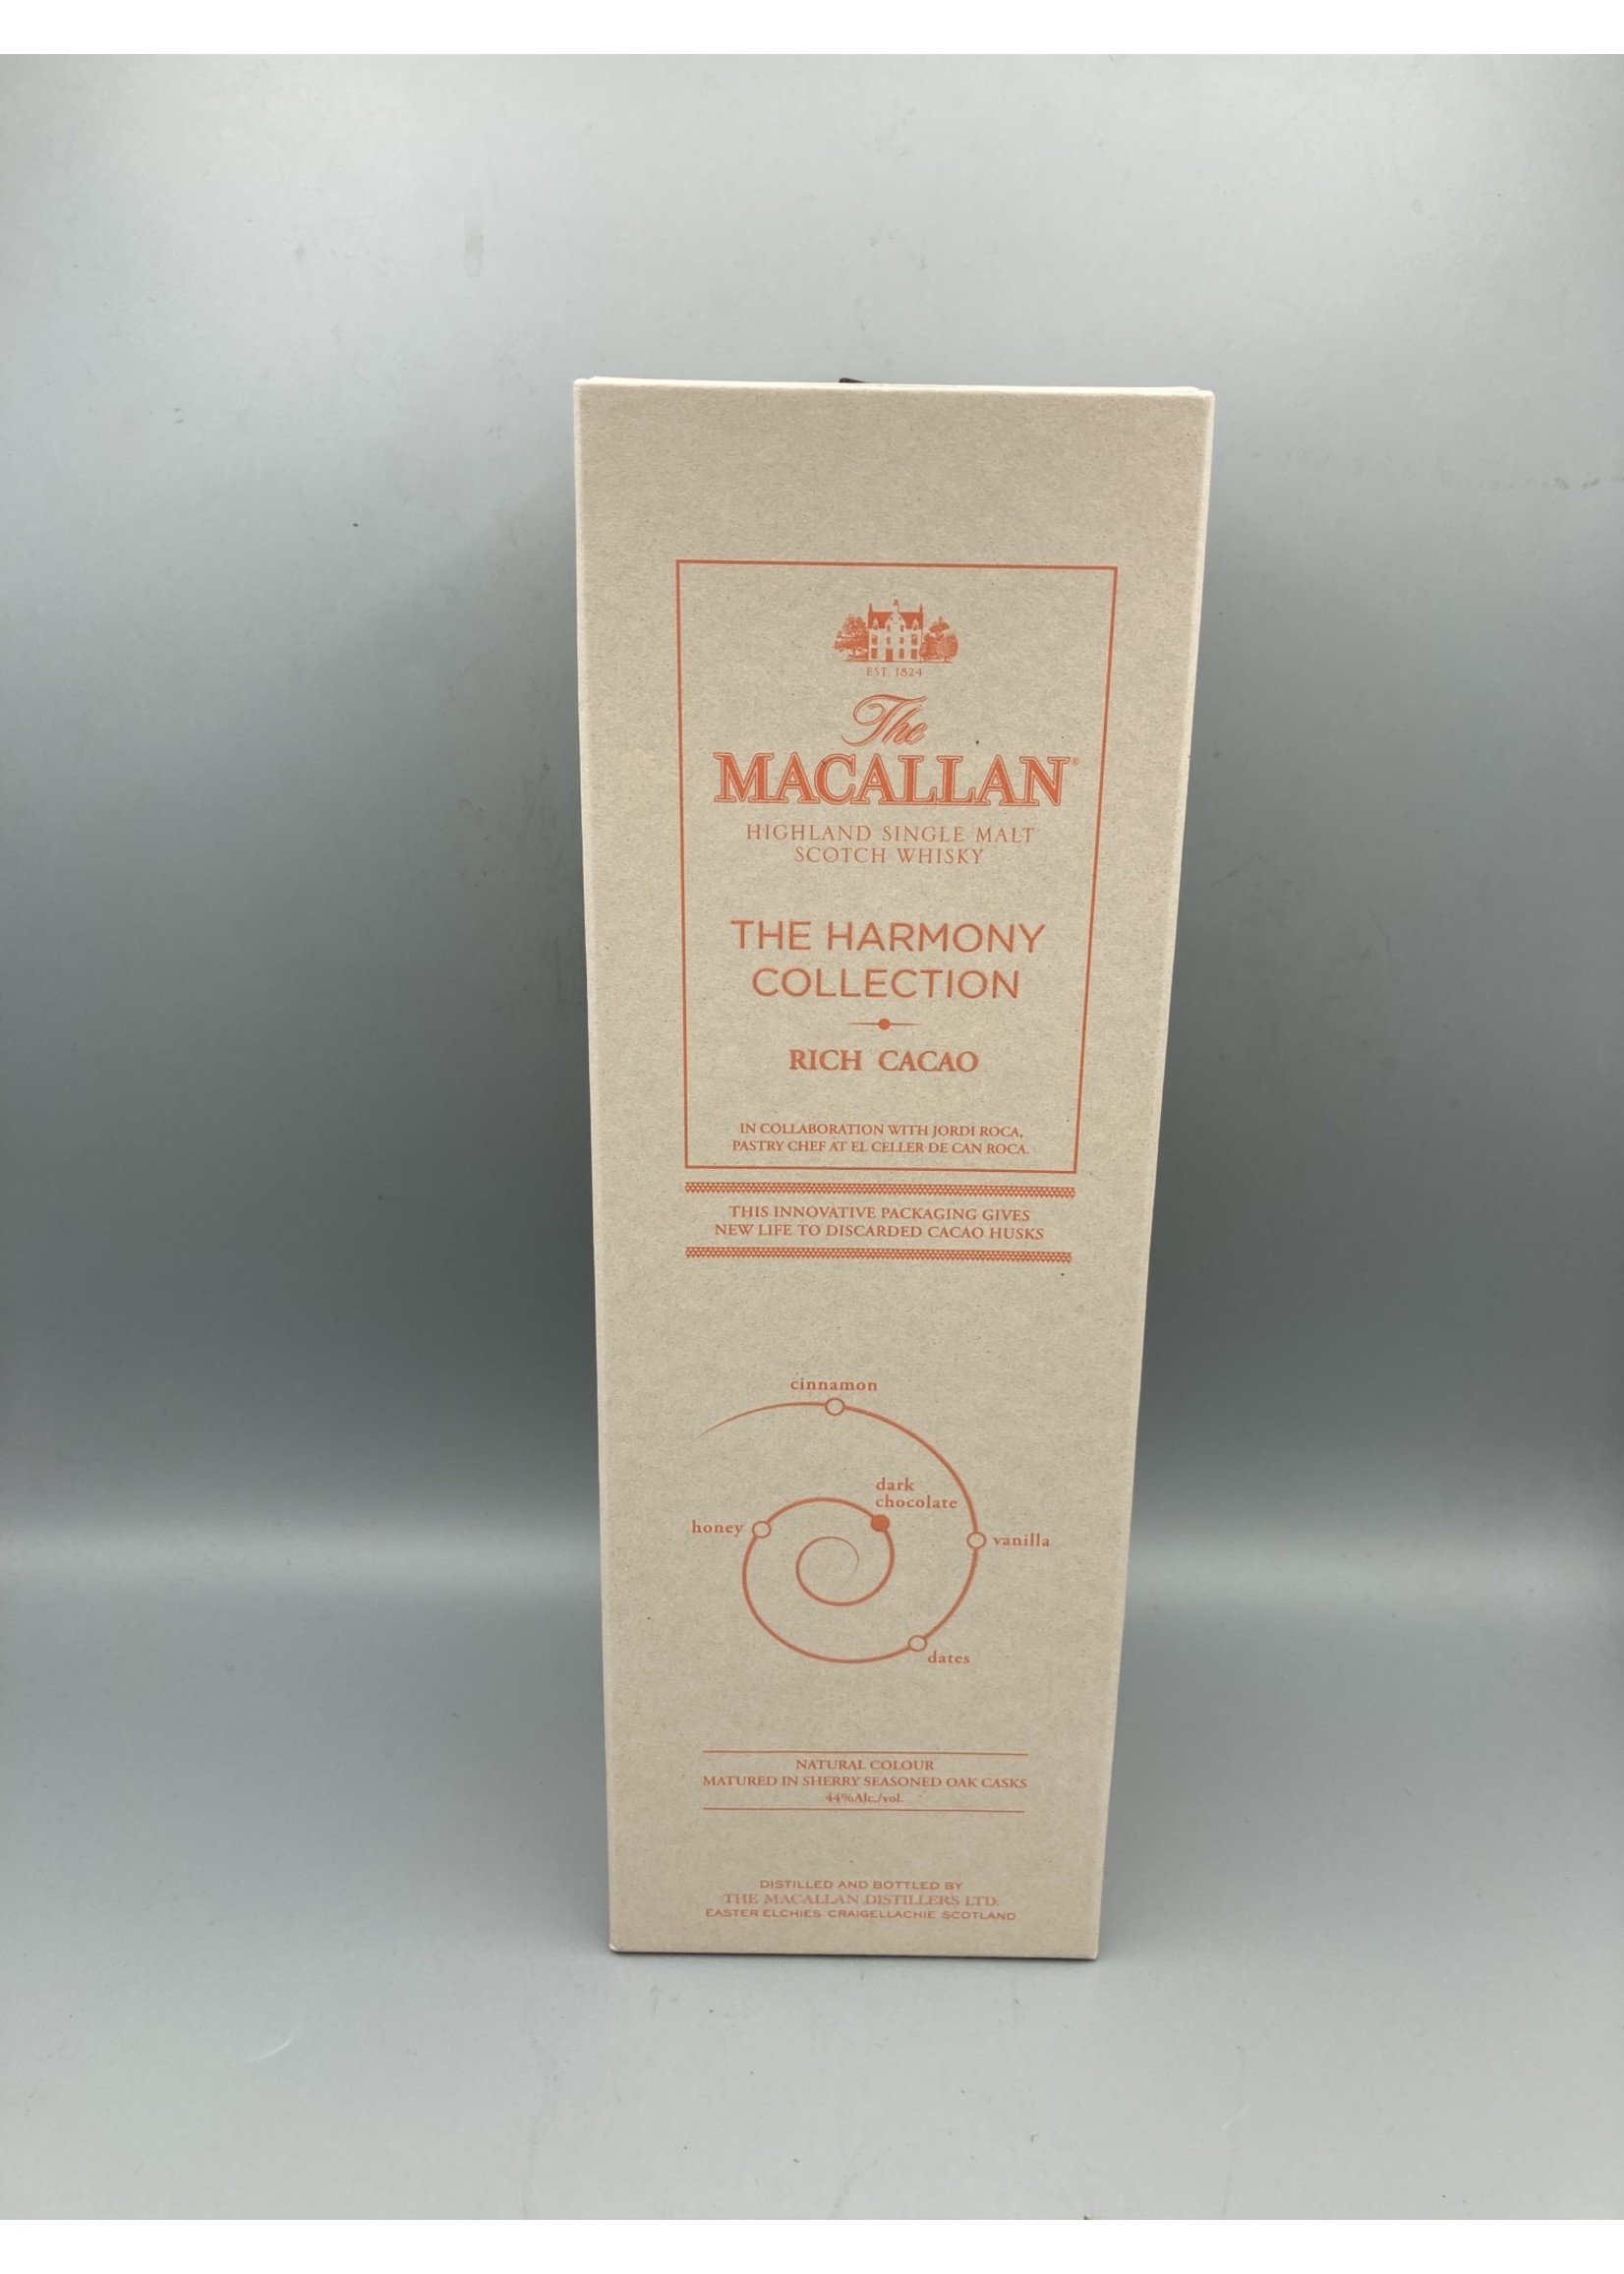 EST. 1824
The
MACALLAN®
HIGHLAND SINGLE MALT
SCOTCH WHISKY
THE HARMONY
COLLECTION
RICH CACAO
IN COLLABORATION WITH JORDI ROCA,
PASTRY CHEF AT EL CELLER DE CAN ROCA.
THIS INNOVATIVE PACKAGING GIVES
NEW LIFE TO DISCARDED CACAO HUSKS
cinnamon
dark
chocolate
honey
vanilla
dates
NATURAL COLOUR
MATURED IN SHERRY SEASONED OAK CASKS
44%Alc./vol.
DISTILLED AND BOTTLED BY
THE MACALLAN DISTILLERS LTD.
EASTER ELCHIES CRAIGELLACHIE SCOTLAND